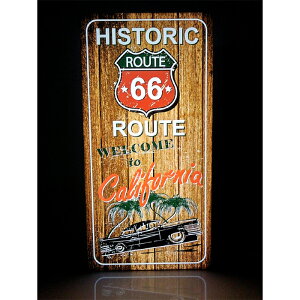 HISTORIC
ROUTE
66
ROUTE
WELCOME
to
California